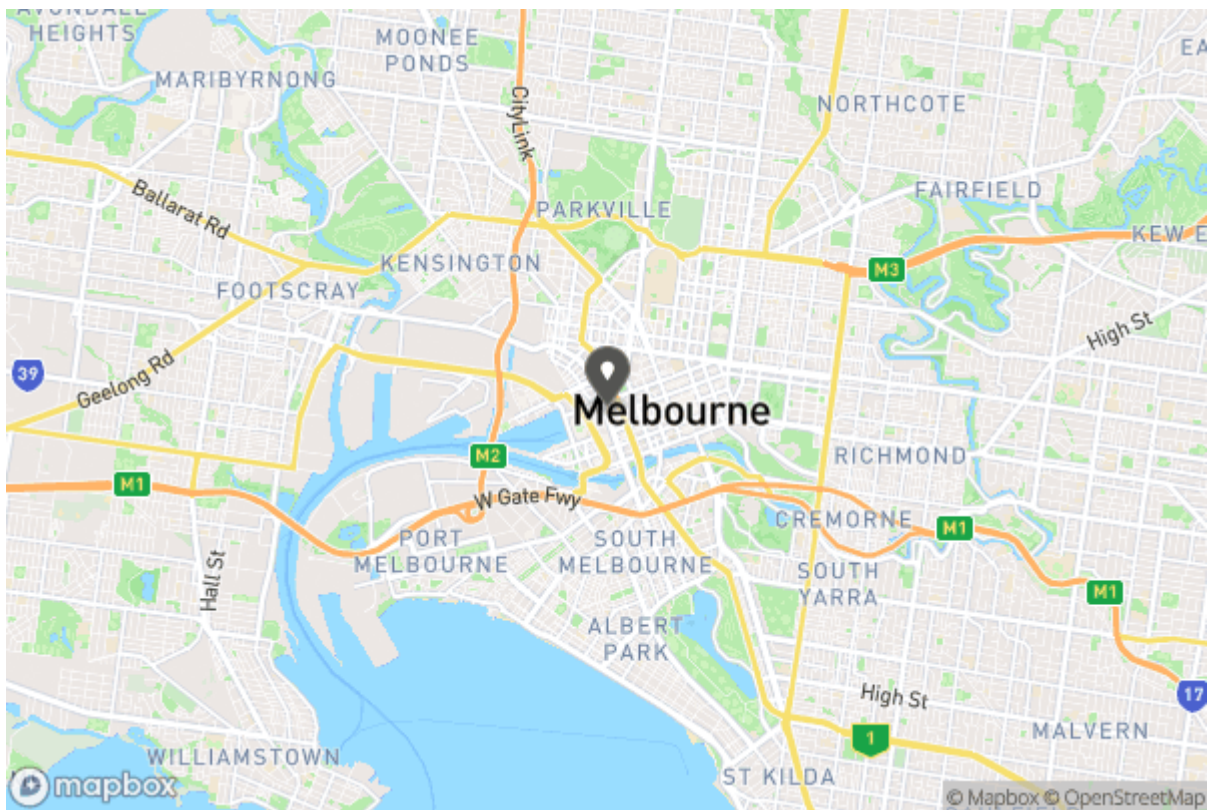 AVONDALE
HEIGHTS
MOONEE
PONDS
MARIBYRNONG
CityLink
NORTHCOTE
Ballarat Rd
PARKVILLE
FAIRFIELD
KEW E
KENSINGTON
M3
FOOTSCRAY
High St
39
Geelong Rd
Melbourne
M2
RICHMOND
M1
W Gate Fwy
CREMORNE
M1
PORT
MELBOURNE
SOUTH
MELBOURNE
Hall St
SOUTH
YARRA
M1
ALBERT
PARK
High St
17
1
MALVERN
WILLIAMSTOWN
ST KILDA
mapbox
© Mapbox © OpenStreetMap